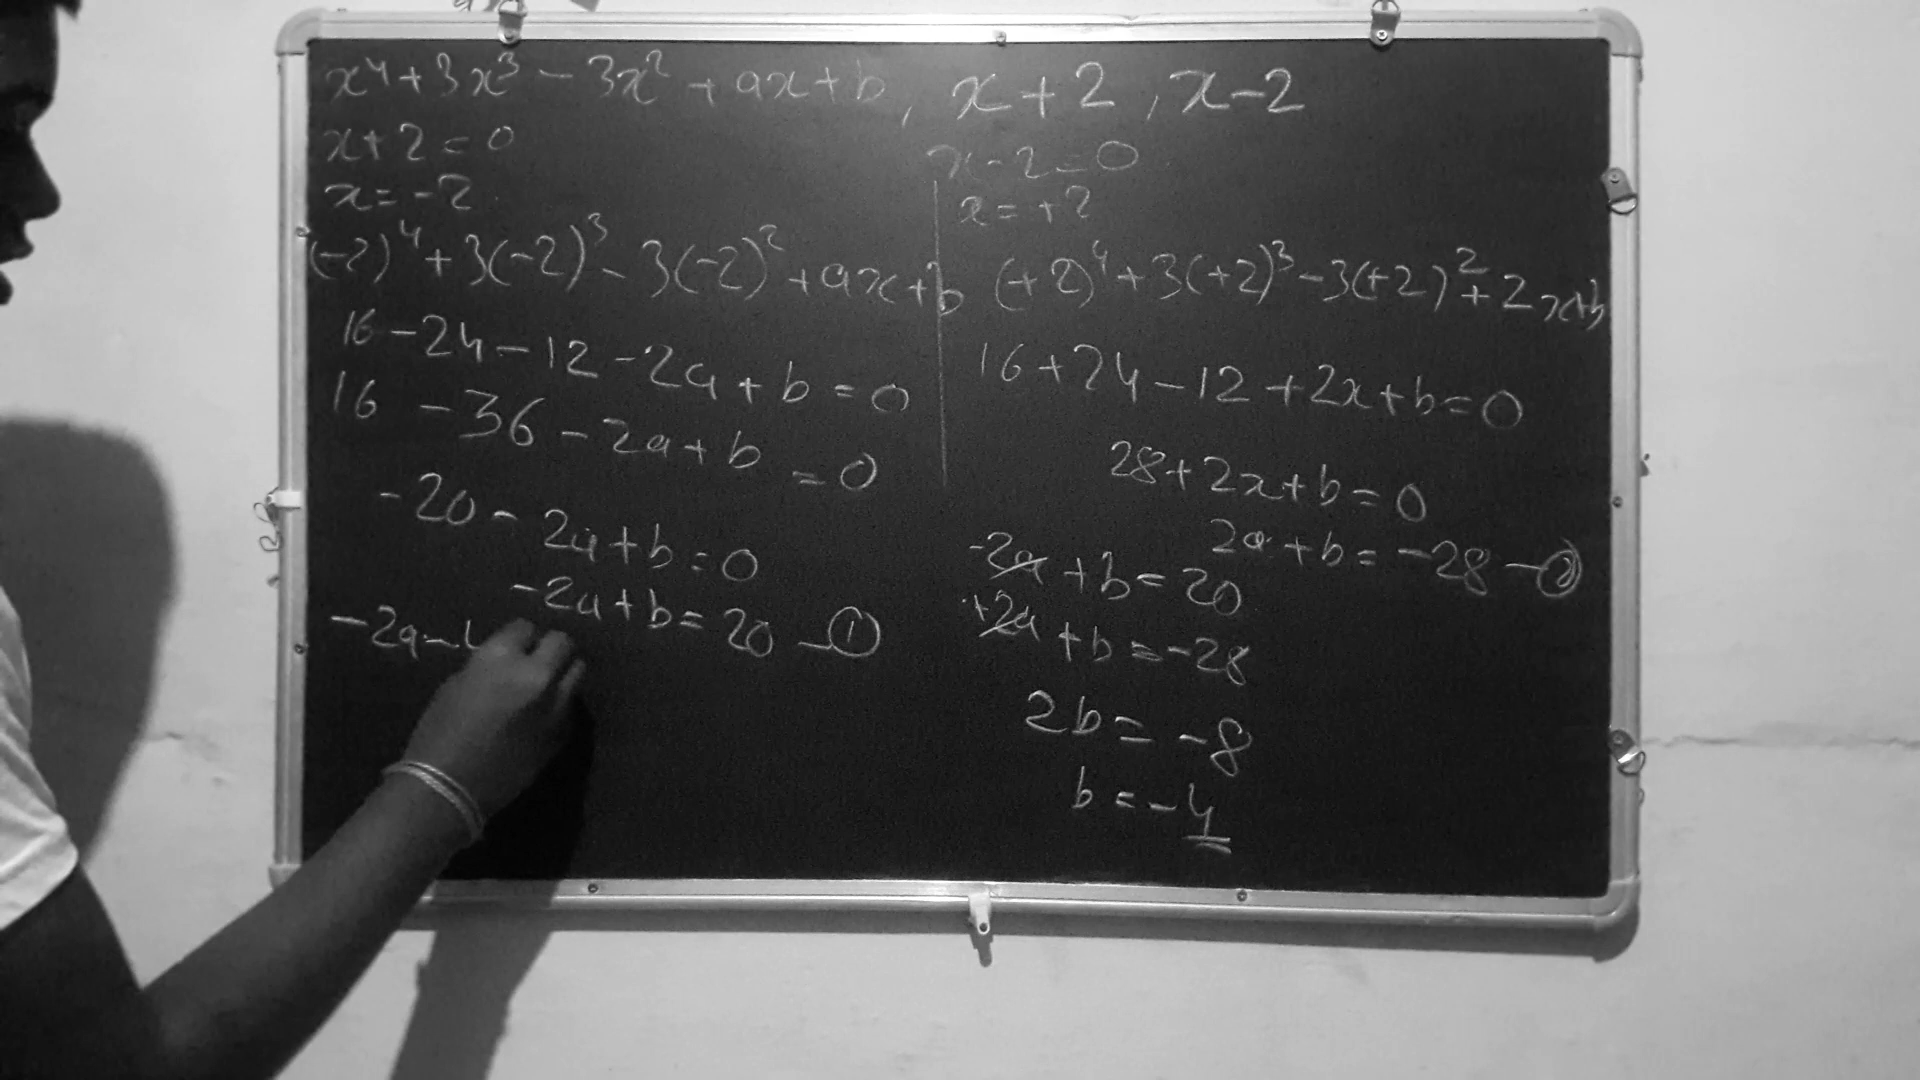 x⁴+3x³-3x²+ax+b, x+2, x-2
x+2=0
x=-2
(-2)⁴+3(-2)³-3(-2)²+ax+b
16-24-12-2a+b=0
16-36-2a+b=0
-20-2a+b=0
-2a+b=20-①
-2a-4
x-2=0
x=+2
(+2)⁴+3(+2)³-3(+2)²+2x+b
16+24-12+2x+b=0
28+2x+b=0
2a+b=-28-②
-2a+b=20
+2a+b=-28
2b=-8
b=-4